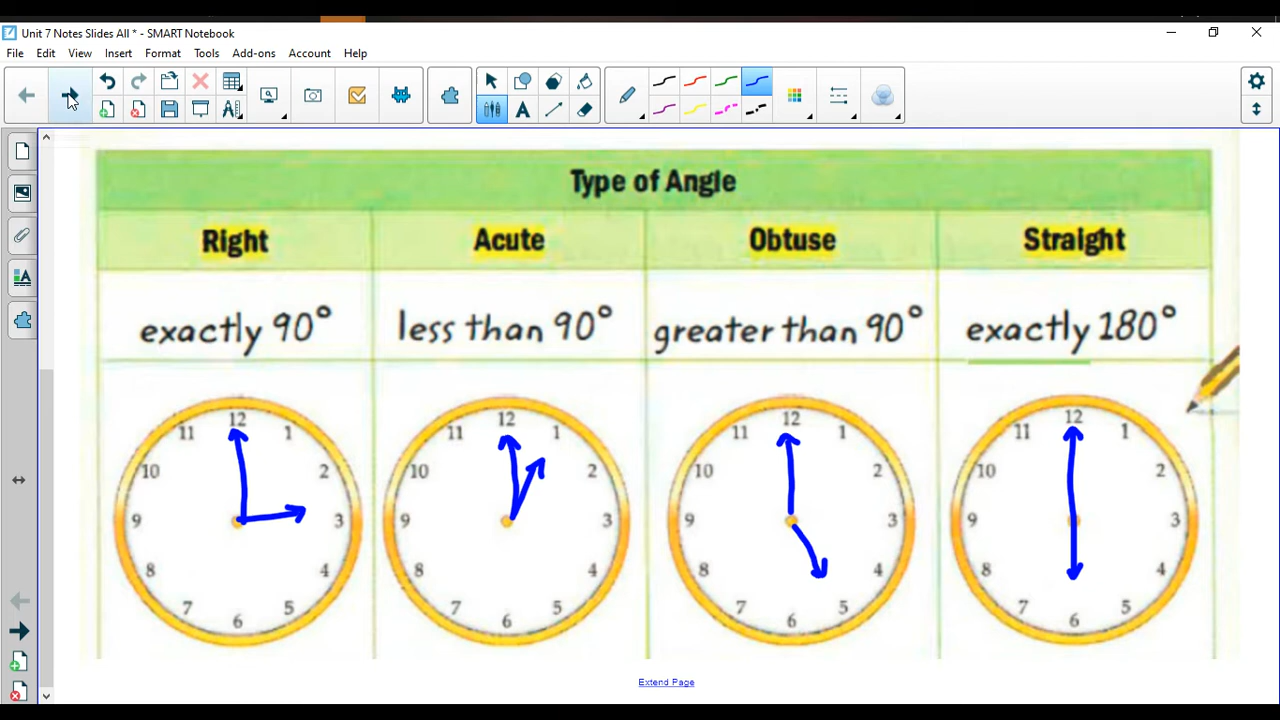 Unit 7 Notes Slides All * - SMART Notebook
File Edit View Insert Format Tools Add-ons Account Help
Type of Angle
Right Acute Obtuse Straight
exactly 90° less than 90° greater than 90° exactly 180°
12 12 12 12
11 1 11 1 11 1 11 1
10 2 10 2 10 2 10 2
9 3 9 3 9 3 9 3
8 4 8 4 8 4 8 4
7 5 7 5 7 5 7 5
6 6 6 6
Extend Page